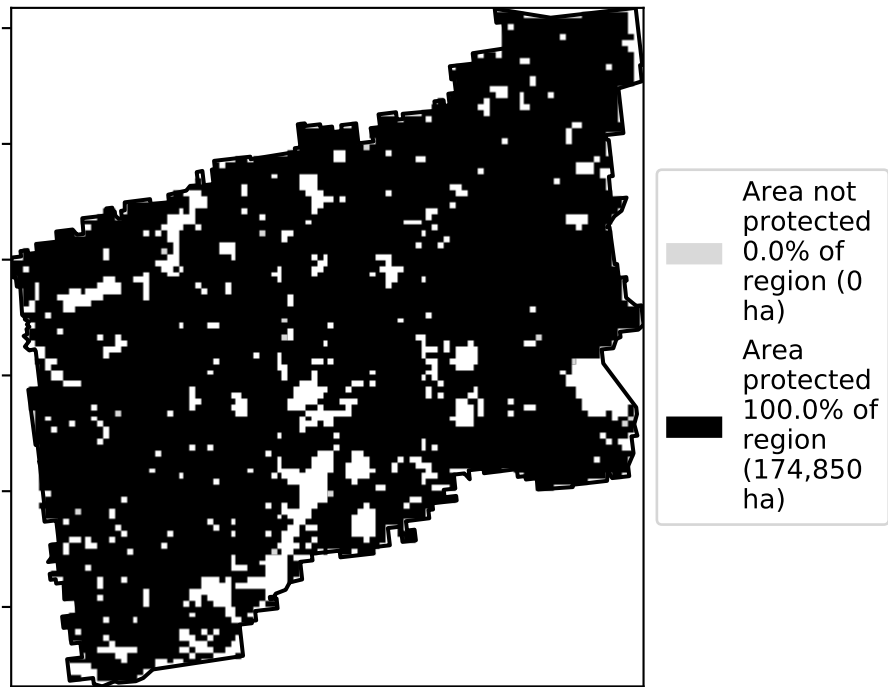 Area not
protected
0.0% of
region (0
ha)
Area
protected
100.0% of
region
(174,850
ha)